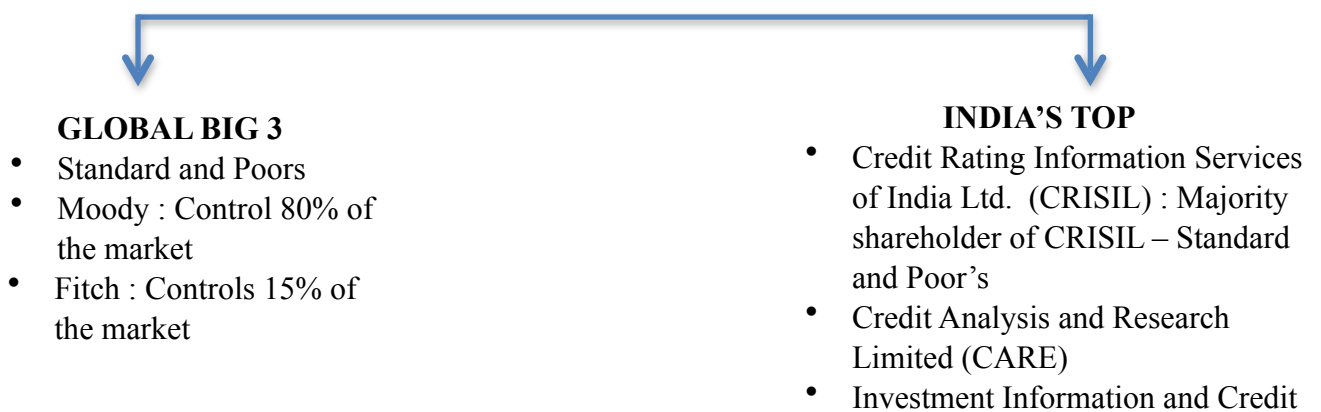 GLOBAL BIG 3
• Standard and Poors
• Moody : Control 80% of
the market
• Fitch : Controls 15% of
the market
INDIA’S TOP
• Credit Rating Information Services
of India Ltd. (CRISIL) : Majority
shareholder of CRISIL – Standard
and Poor’s
• Credit Analysis and Research
Limited (CARE)
• Investment Information and Credit